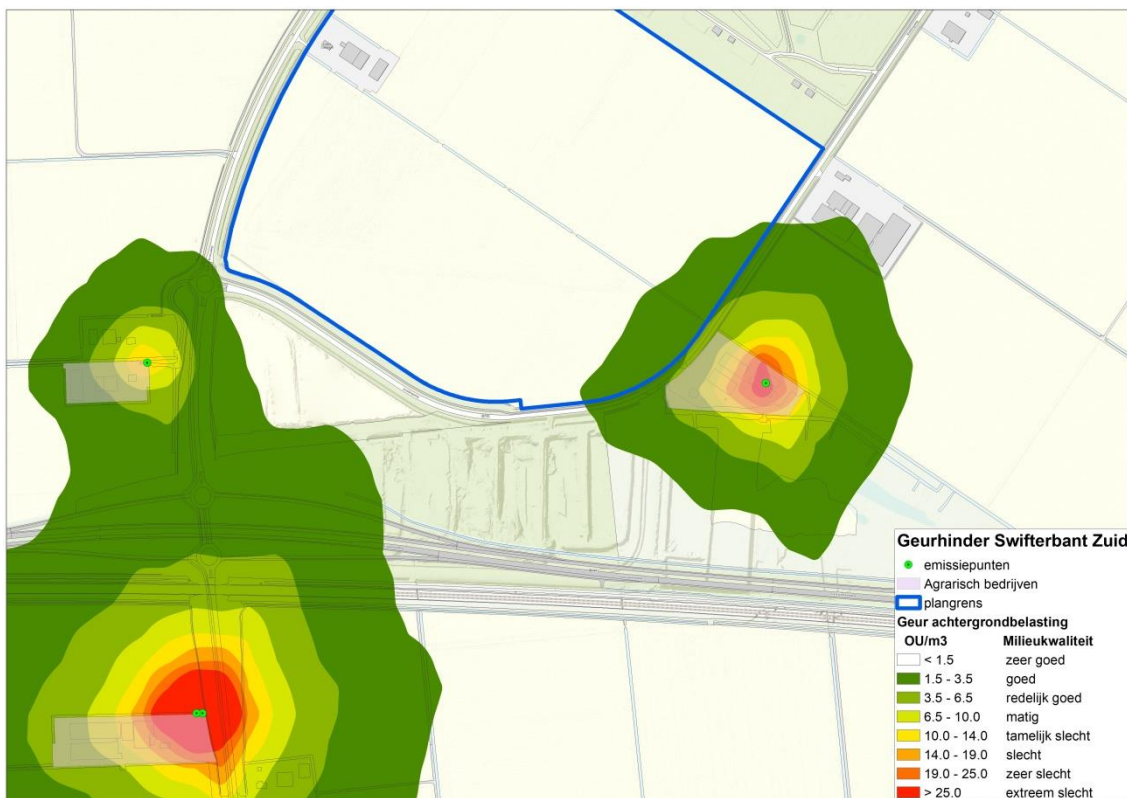 Geurhinder Swifterbant Zuid
emissiepunten
Agrarisch bedrijven
plangrens
Geur achtergrondbelasting
OU/m3 Milieukwaliteit
< 1.5 zeer goed
1.5 - 3.5 goed
3.5 - 6.5 redelijk goed
6.5 - 10.0 matig
10.0 - 14.0 tamelijk slecht
14.0 - 19.0 slecht
19.0 - 25.0 zeer slecht
> 25.0 extreem slecht